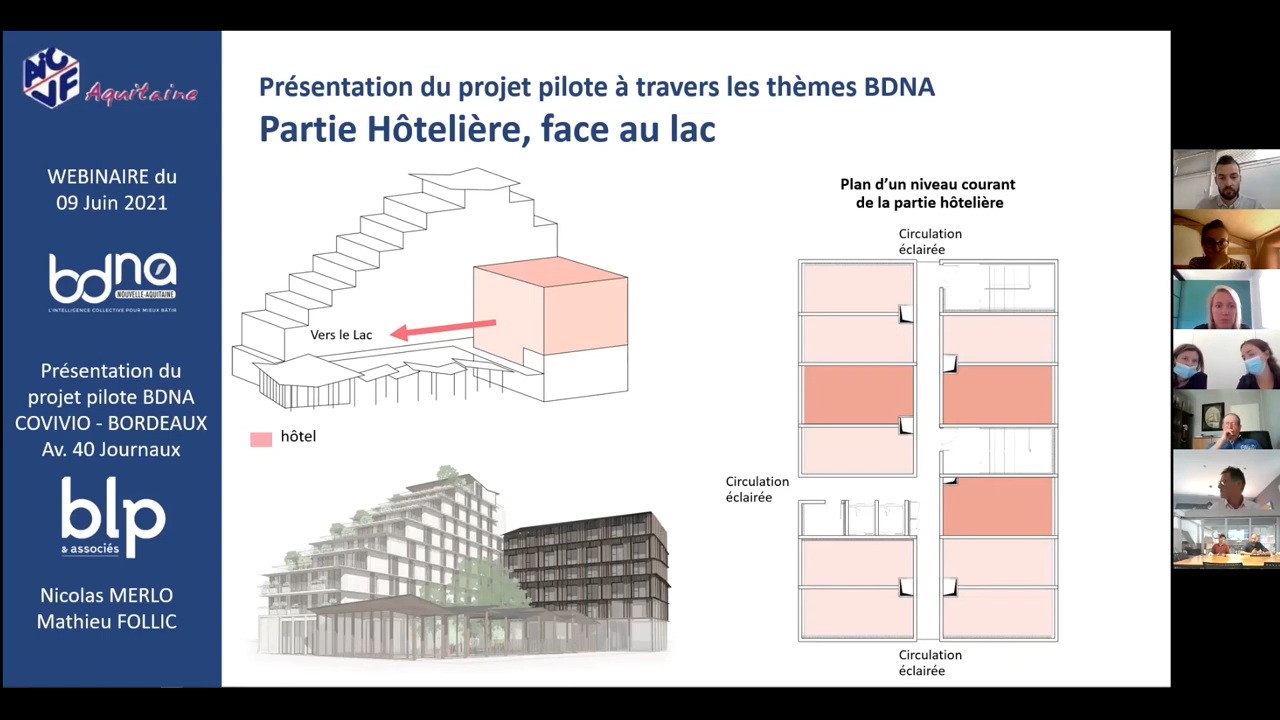 AICVF
Aquitaine
WEBINAIRE du
09 Juin 2021
bdna
NOUVELLE-AQUITAINE
L'INTELLIGENCE COLLECTIVE POUR MIEUX BÂTIR
Présentation du
projet pilote BDNA
COVIVIO - BORDEAUX
Av. 40 Journaux
blp
& associés
Nicolas MERLO
Mathieu FOLLIC
Présentation du projet pilote à travers les thèmes BDNA
Partie Hôtelière, face au lac
Vers le Lac
hôtel
Plan d’un niveau courant
de la partie hôtelière
Circulation
éclairée
Circulation
éclairée
Circulation
éclairée